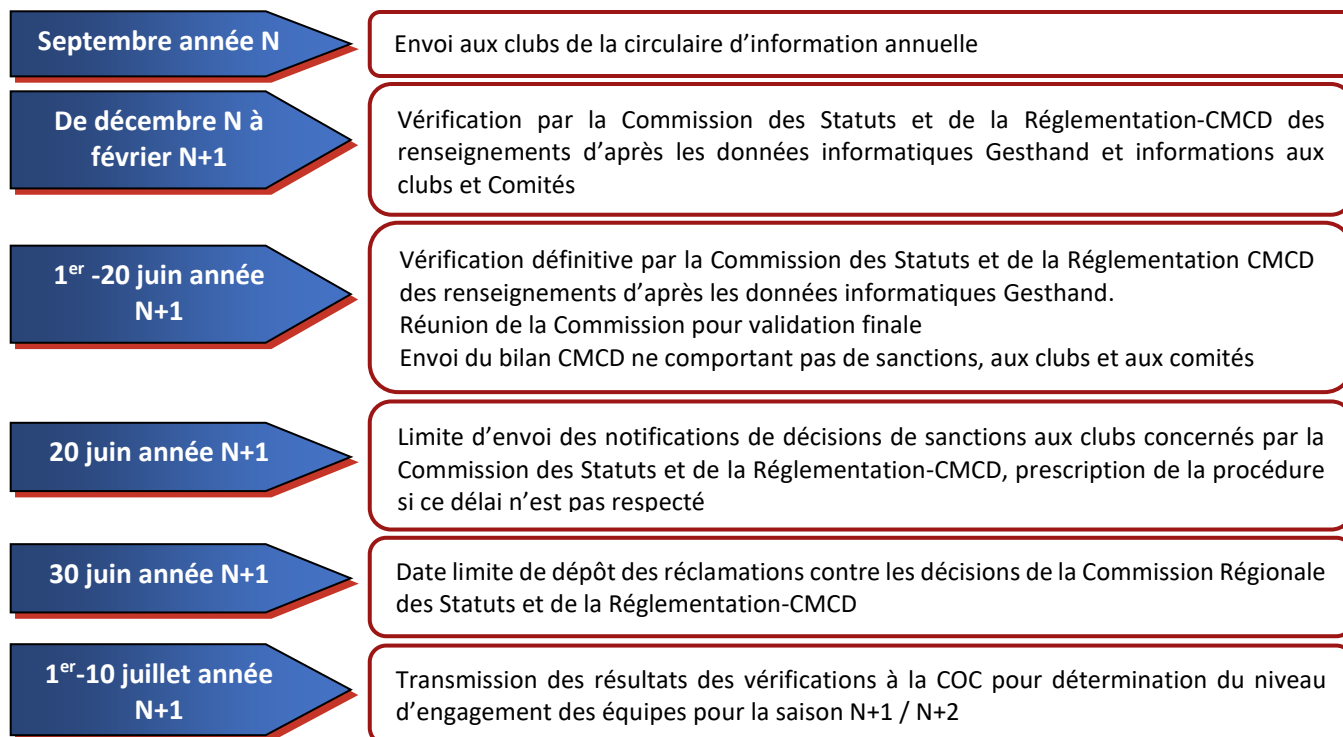 Septembre année N
Envoi aux clubs de la circulaire d’information annuelle
De décembre N à
février N+1
Vérification par la Commission des Statuts et de la Réglementation-CMCD des
renseignements d’après les données informatiques Gesthand et informations aux
clubs et Comités
1er -20 juin année
N+1
Vérification définitive par la Commission des Statuts et de la Réglementation CMCD
des renseignements d’après les données informatiques Gesthand.
Réunion de la Commission pour validation finale
Envoi du bilan CMCD ne comportant pas de sanctions, aux clubs et aux comités
20 juin année N+1
Limite d’envoi des notifications de décisions de sanctions aux clubs concernés par la
Commission des Statuts et de la Réglementation-CMCD, prescription de la procédure
si ce délai n’est pas respecté
30 juin année N+1
Date limite de dépôt des réclamations contre les décisions de la Commission Régionale
des Statuts et de la Réglementation-CMCD
1er-10 juillet année
N+1
Transmission des résultats des vérifications à la COC pour détermination du niveau
d’engagement des équipes pour la saison N+1 / N+2